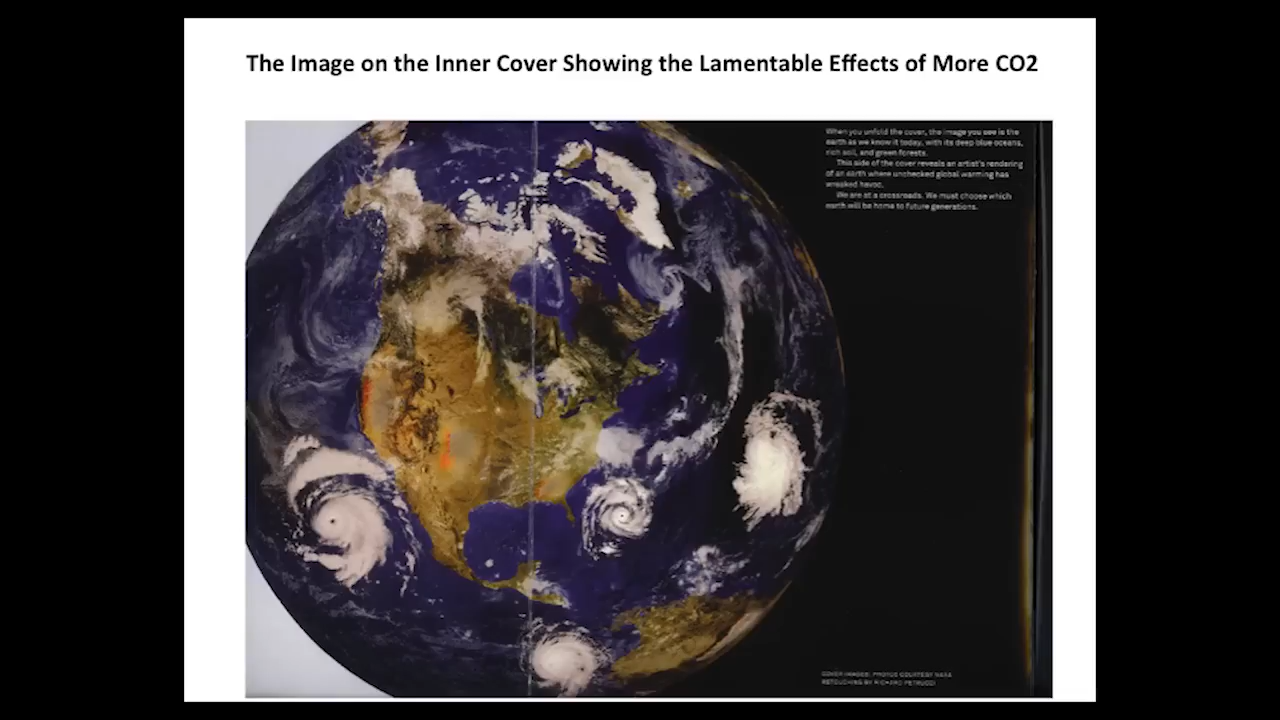 The Image on the Inner Cover Showing the Lamentable Effects of More CO2
When you unfold the cover, the image you see is the
earth as we know it today, with its deep blue oceans,
rich soil, and green forests.
This side of the cover reveals an artist's rendering
of an earth where unchecked global warming has
wreaked havoc.
We are at a crossroads. We must choose which
earth will be home to future generations.
COVER IMAGES: PHOTOS COURTESY NASA
RETOUCHING BY RICHARD PETRUCCI